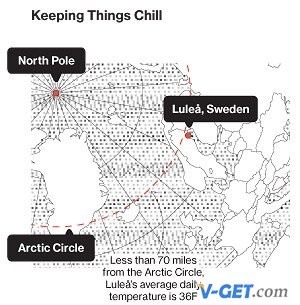 Keeping Things Chill
North Pole
Luleå, Sweden
Arctic Circle
Less than 70 miles
from the Arctic Circle,
Luleå's average daily
temperature is 36F
V-GET.com